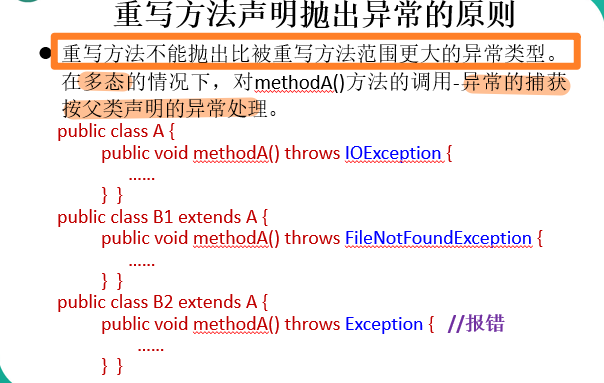 重写方法声明抛出异常的原则
●重写方法不能抛出比被重写方法范围更大的异常类型。
在多态的情况下，对methodA()方法的调用-异常的捕获
按父类声明的异常处理。
public class A {
public void methodA() throws IOException {
……
} }
public class B1 extends A {
public void methodA() throws FileNotFoundException {
……
} }
public class B2 extends A {
public void methodA() throws Exception { //报错
……
} }